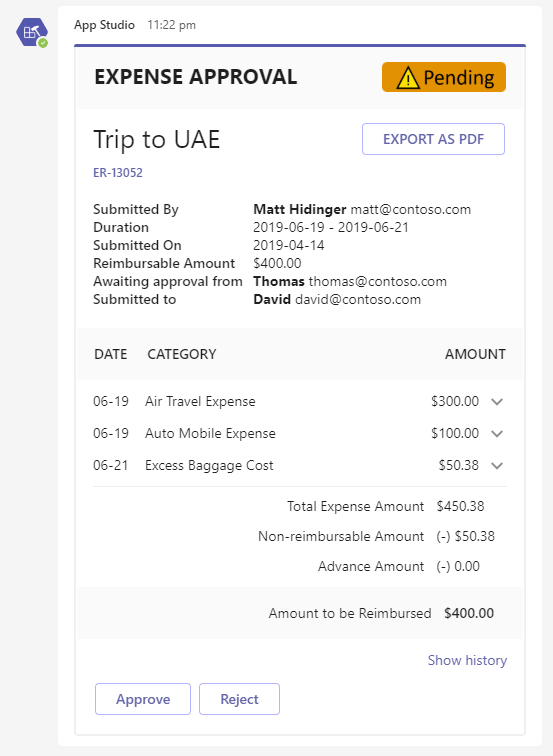 App Studio 11:22 pm
EXPENSE APPROVAL Pending
Trip to UAE EXPORT AS PDF
ER-13052
Submitted By Matt Hidinger matt@contoso.com
Duration 2019-06-19 - 2019-06-21
Submitted On 2019-04-14
Reimbursable Amount $400.00
Awaiting approval from Thomas thomas@contoso.com
Submitted to David david@contoso.com
DATE CATEGORY AMOUNT
06-19 Air Travel Expense $300.00
06-19 Auto Mobile Expense $100.00
06-21 Excess Baggage Cost $50.38
Total Expense Amount $450.38
Non-reimbursable Amount (-) $50.38
Advance Amount (-) 0.00
Amount to be Reimbursed $400.00
Show history
Approve Reject